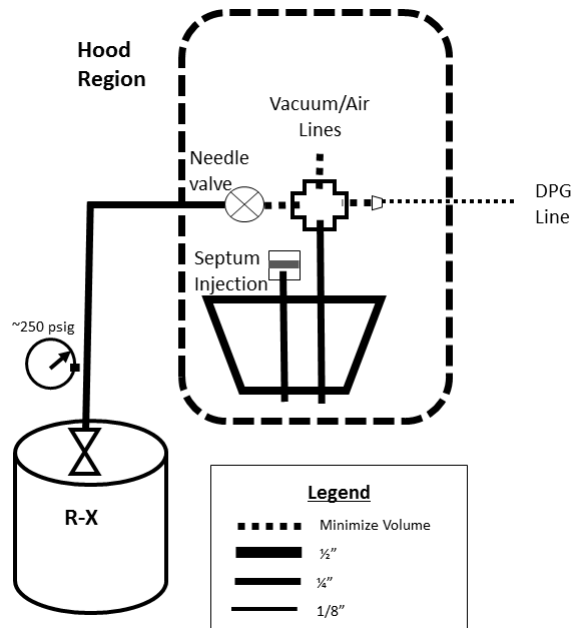 Hood
Region
Vacuum/Air
Lines
Needle
valve
DPG
Line
Septum
Injection
~250 psig
R-X
Legend
Minimize Volume
½”
¼”
1/8”